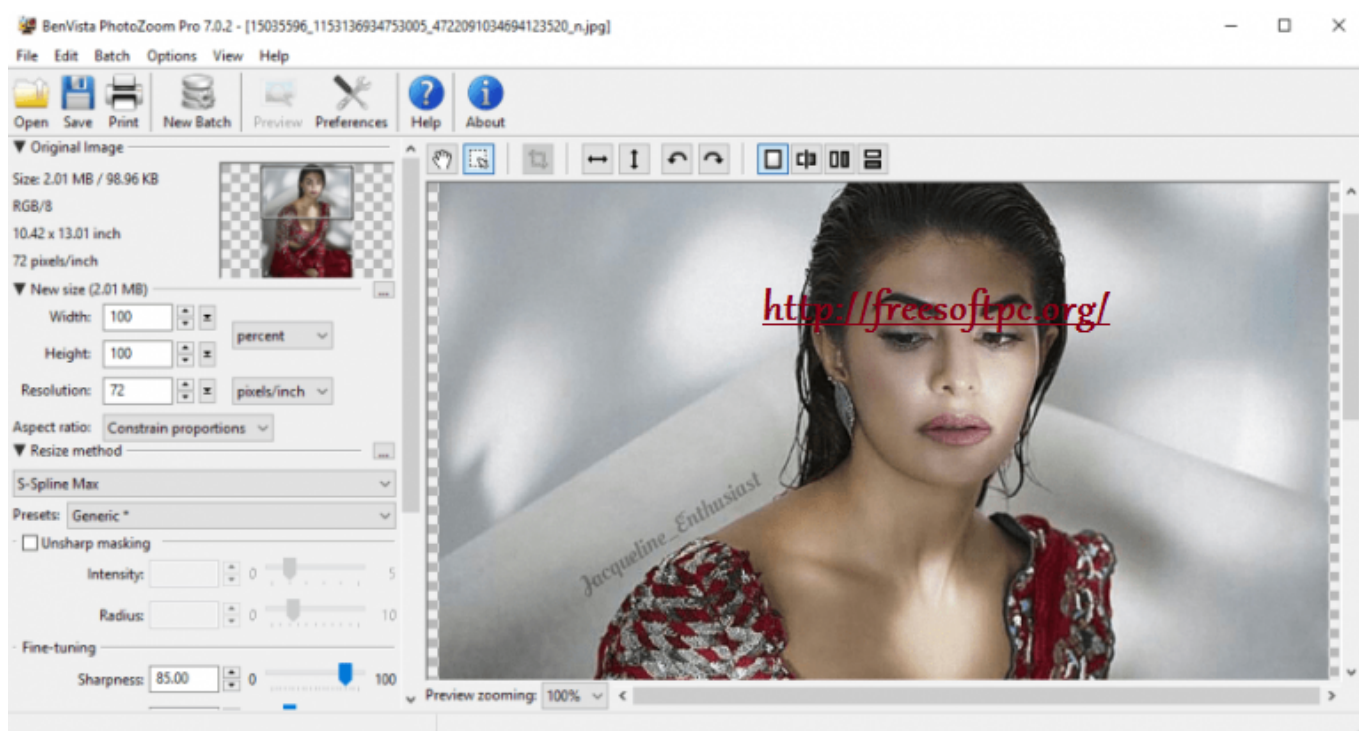 BenVista PhotoZoom Pro 7.0.2 - [15035596_1153136934753005_4722091034694123520_n.jpg]
File Edit Batch Options View Help
Open Save Print New Batch Preview Preferences Help About
Original Image
Size: 2.01 MB / 98.96 KB
RGB/8
10.42 x 13.01 inch
72 pixels/inch
New size (2.01 MB)
...
Width: 100
percent
Height: 100
Resolution: 72 pixels/inch
Aspect ratio: Constrain proportions
Resize method
...
S-Spline Max
Presets: Generic *
Unsharp masking
Intensity: 0 5
Radius: 0 10
Fine-tuning
Sharpness: 85.00 0 100
http://freesoftpc.org/
Jacqueline_Enthusiast
Preview zooming: 100%